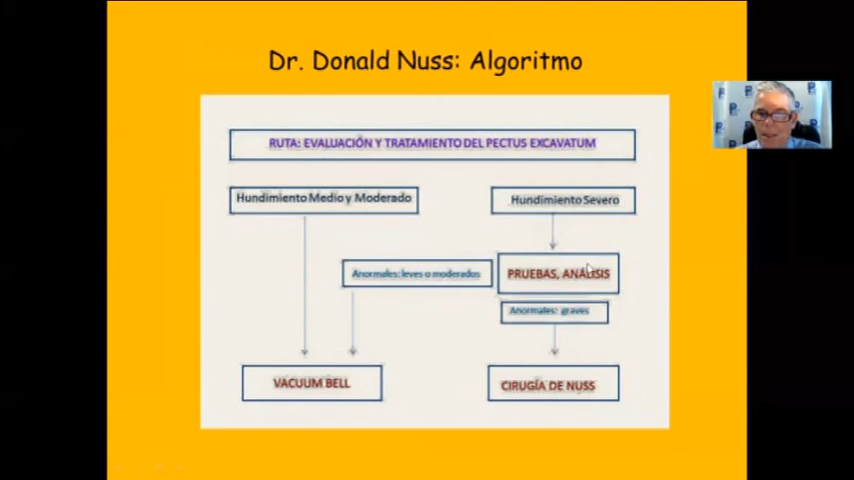 Dr. Donald Nuss: Algoritmo
RUTA: EVALUACIÓN Y TRATAMIENTO DEL PECTUS EXCAVATUM
Hundimiento Medio y Moderado
Hundimiento Severo
Anormales: leves o moderados
PRUEBAS, ANÁLISIS
Anormales: graves
VACUUM BELL
CIRUGÍA DE NUSS